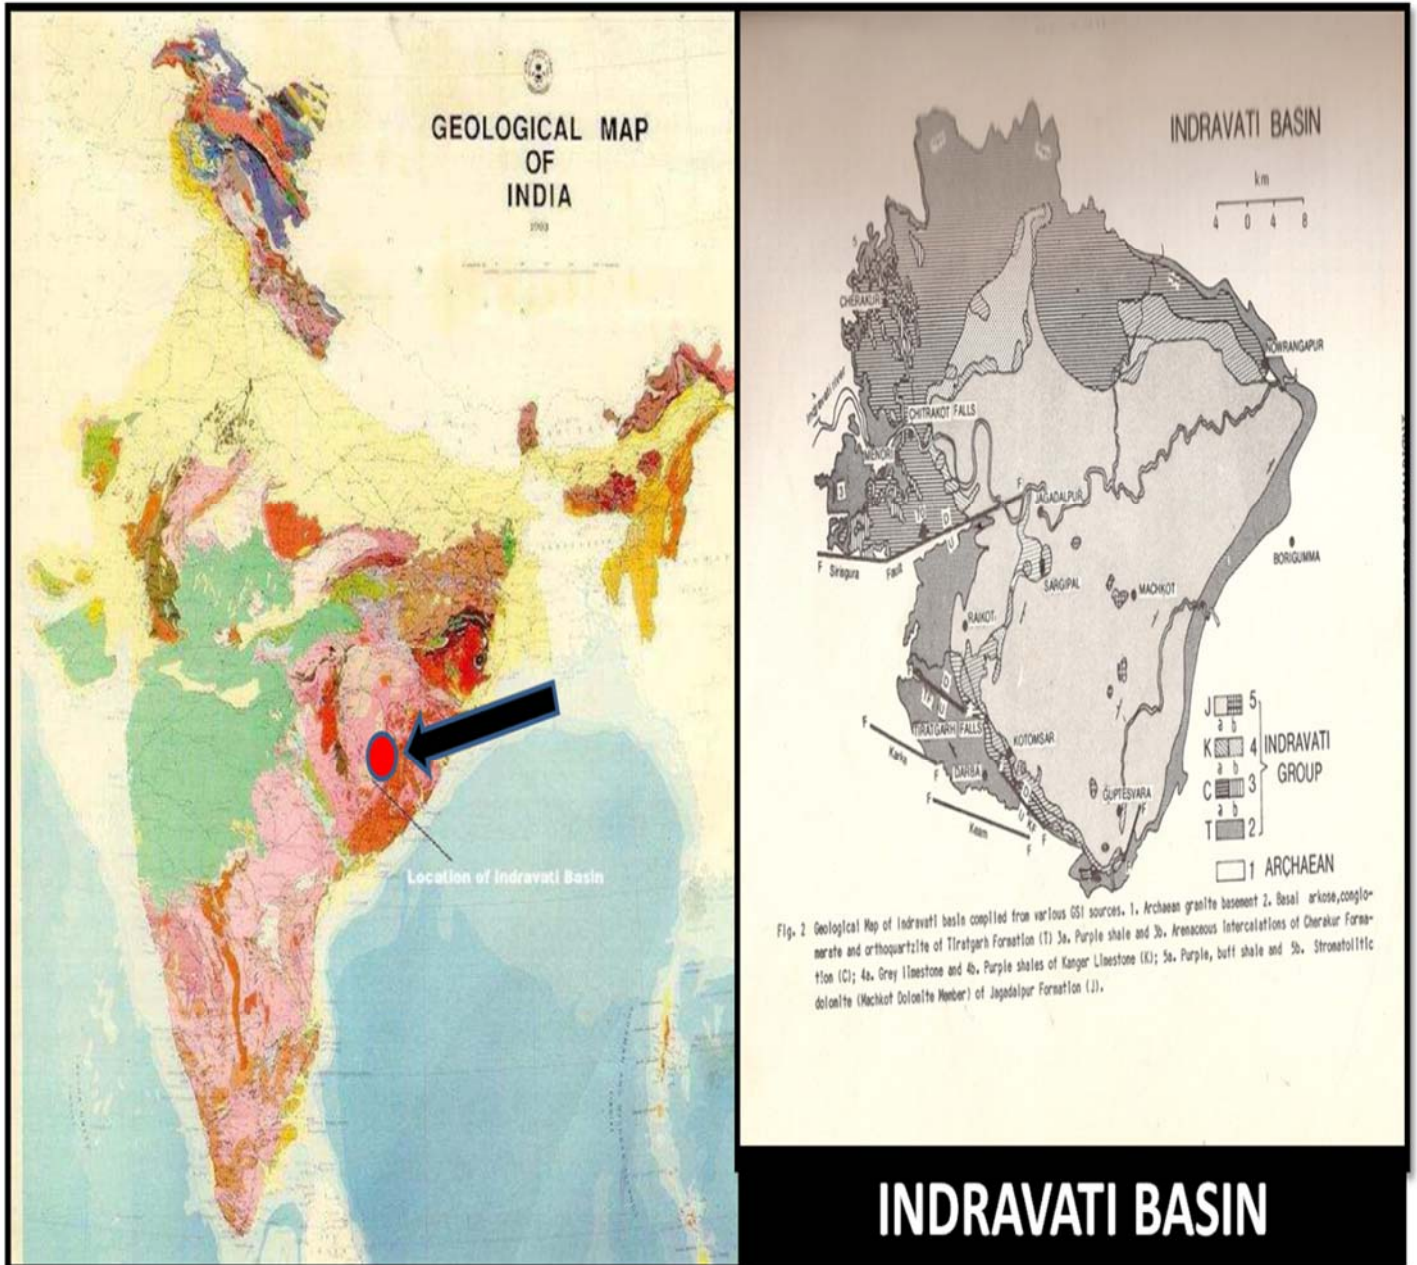 GEOLOGICAL MAP
OF
INDIA
Location of Indravati Basin
INDRAVATI BASIN
km
4 0 4 8
CHERAKUR
NOWRANGAPUR
Indravati river
CHITRAKOT FALLS
MENDRI
F
JAGADALPUR
D
U
BORIGUMMA
F Sirisgura Fault
SARGIPAL
MACHKOT
RAIKOT
D
U
TIRATGARH FALLS
F
KOTOMSAR
Karke
DARBA
F
GUPTESVARA
F
F
Keam
F
J 5
a b
K 4 INDRAVATI
a b
C 3 GROUP
a b
T 2
1 ARCHAEAN
Fig. 2 Geological Map of Indravati basin compiled from various GSI sources. 1. Archaean granite basement 2. Basal arkose,conglo-
merate and orthoquartzite of Tiratgarh Formation (T) 3a. Purple shale and 3b. Arenaceous intercalations of Cherakur Forma-
tion (C); 4a. Grey limestone and 4b. Purple shales of Kanger Limestone (K); 5a. Purple, buff shale and 5b. Stromatolitic
dolomite (Machkot Dolomite Member) of Jagadalpur Formation (J).
INDRAVATI BASIN